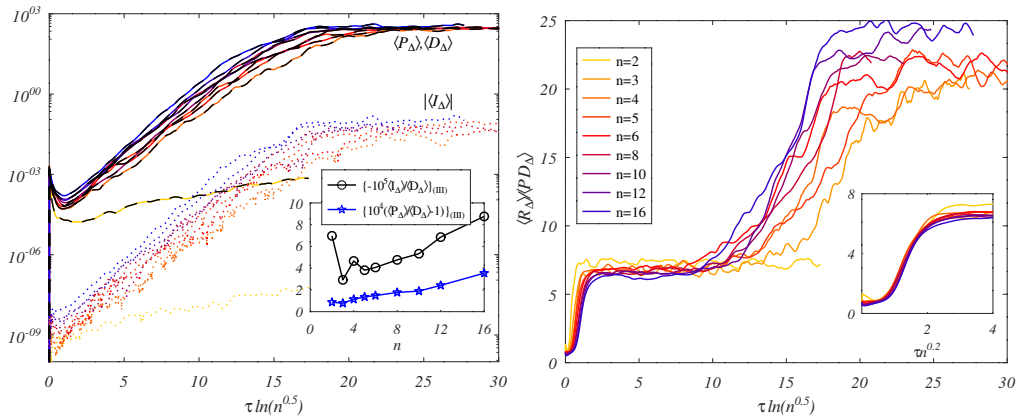 10^03
10^00
10^-03
10^-06
10^-09
0 5 10 15 20 25 30
τ ln(n^0.5)
⟨P_Δ⟩,⟨D_Δ⟩
|⟨I_Δ⟩|
{-10^5⟨I_Δ⟩/⟨D_Δ⟩}_(III)
{10^4(⟨P_Δ⟩/⟨D_Δ⟩-1)}_(III)
10
8
6
4
2
0
0 4 8 12 16
n
⟨R_Δ⟩/⟨PD_Δ⟩
25
20
15
10
5
0
0 5 10 15 20 25 30
τ ln(n^0.5)
n=2
n=3
n=4
n=5
n=6
n=8
n=10
n=12
n=16
8
4
0
2 4
τn^0.2